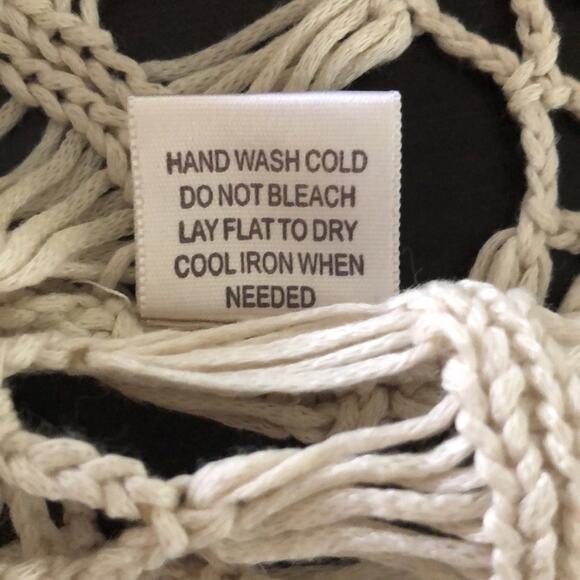 HAND WASH COLD
DO NOT BLEACH
LAY FLAT TO DRY
COOL IRON WHEN
NEEDED